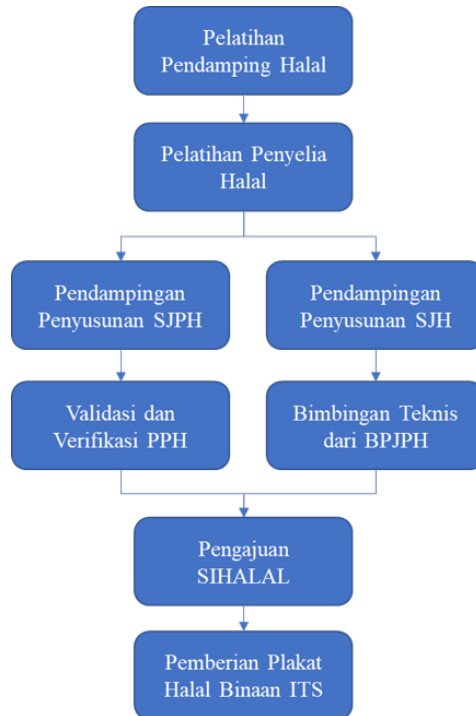 Pelatihan
Pendamping Halal
Pelatihan Penyelia
Halal
Pendampingan
Penyusunan SJPH
Pendampingan
Penyusunan SJH
Validasi dan
Verifikasi PPH
Bimbingan Teknis
dari BPJPH
Pengajuan
SIHALAL
Pemberian Plakat
Halal Binaan ITS